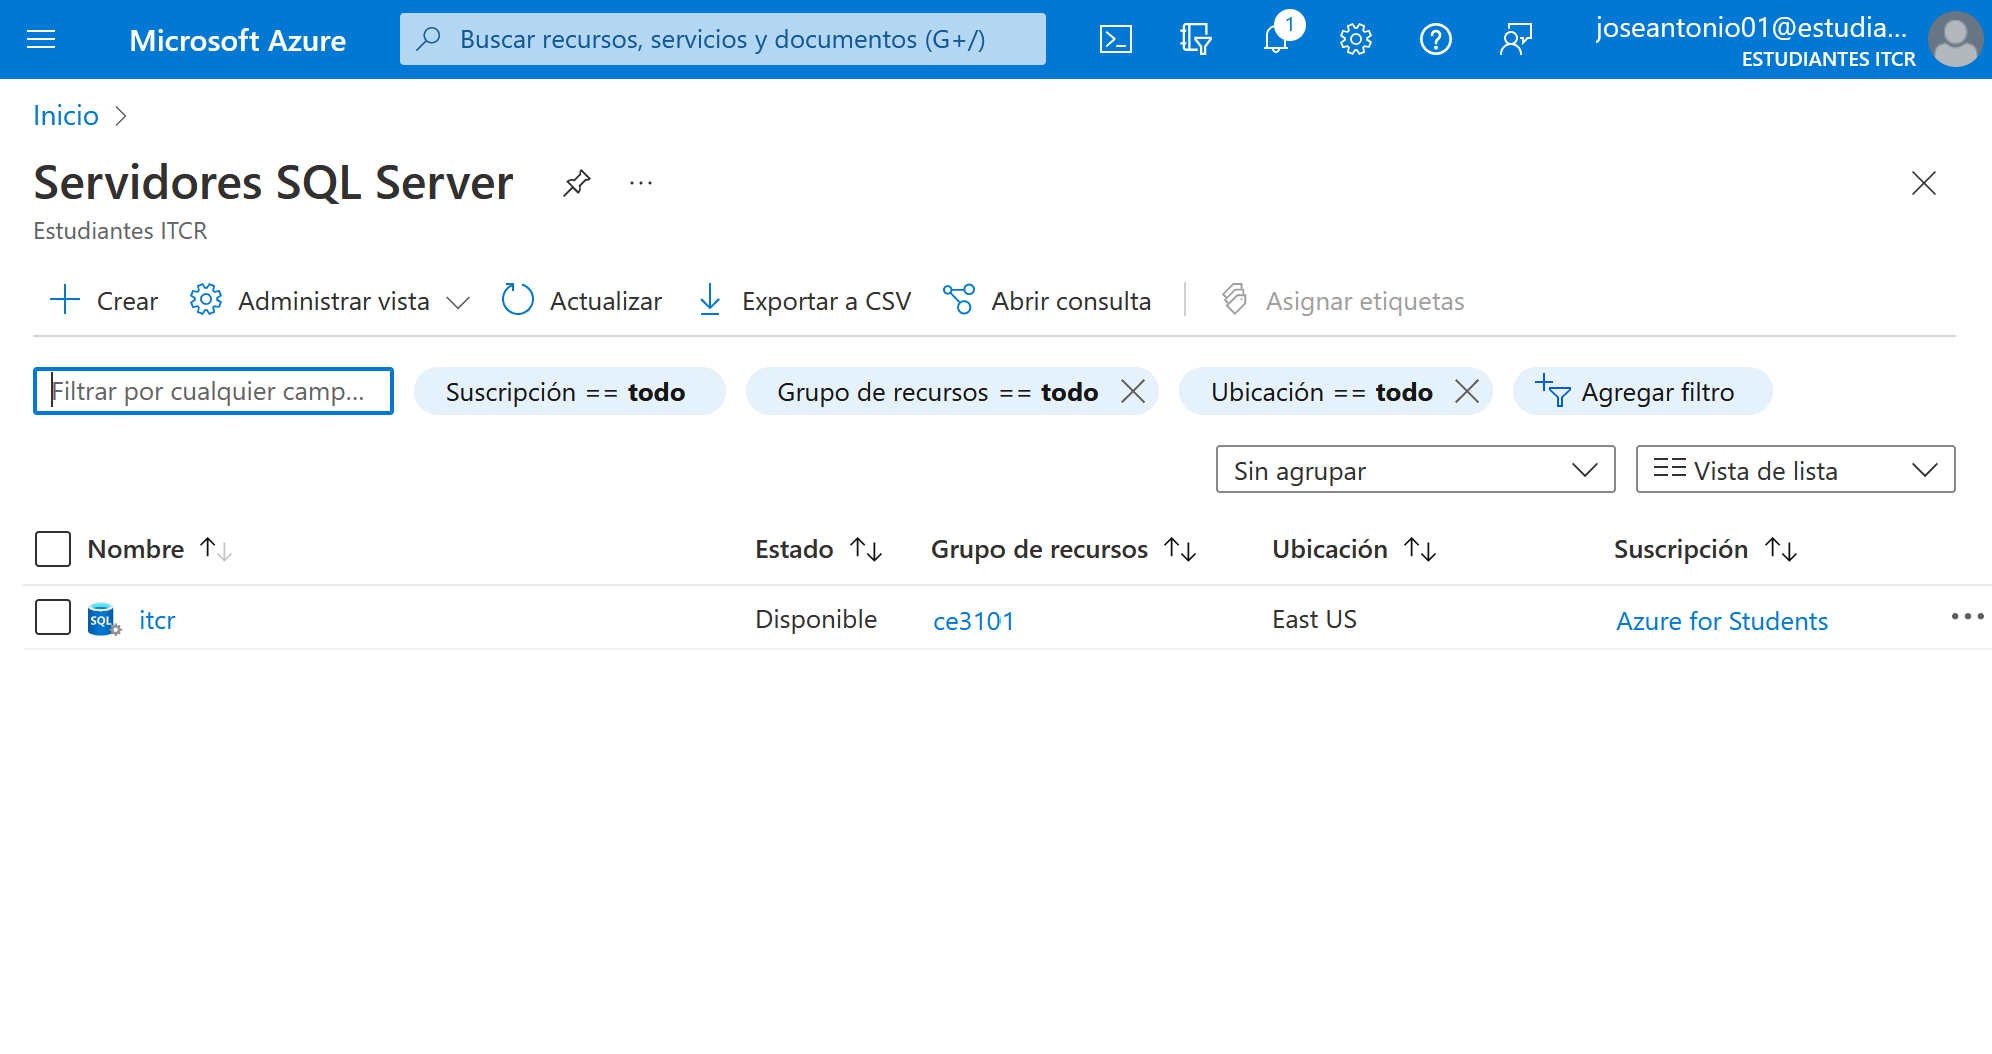 Microsoft Azure
Buscar recursos, servicios y documentos (G+/)
1
joseantonio01@estudia...
ESTUDIANTES ITCR
Inicio
Servidores SQL Server
Estudiantes ITCR
Crear
Administrar vista
Actualizar
Exportar a CSV
Abrir consulta
Asignar etiquetas
Filtrar por cualquier camp...
Suscripción == todo
Grupo de recursos == todo
Ubicación == todo
Agregar filtro
Sin agrupar
Vista de lista
Nombre
Estado
Grupo de recursos
Ubicación
Suscripción
SQL
itcr
Disponible
ce3101
East US
Azure for Students